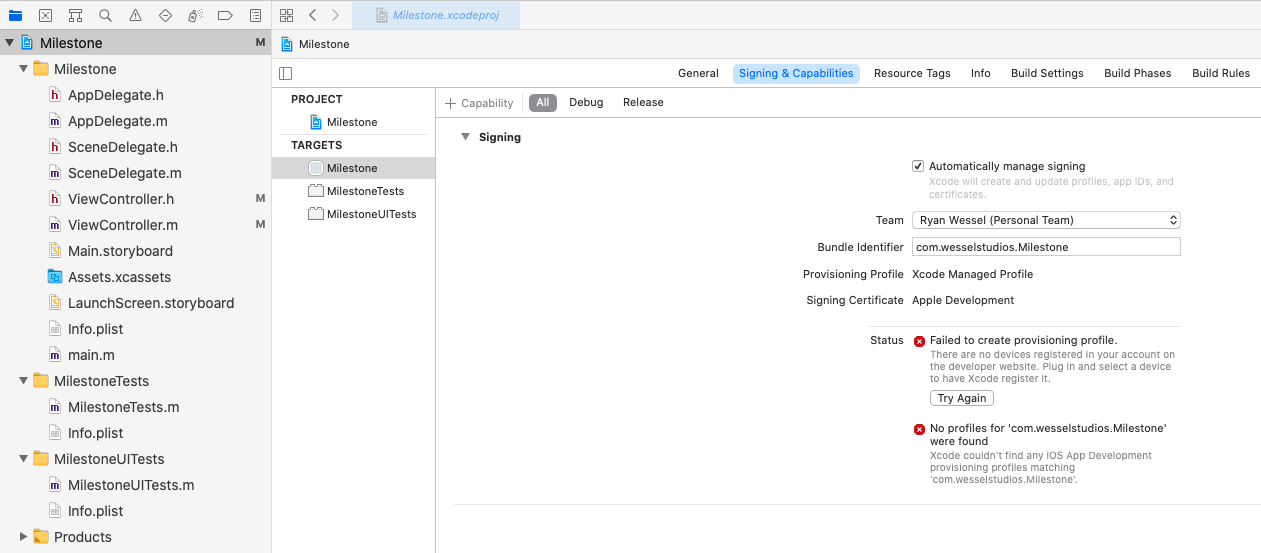 Milestone.xcodeproj
Milestone M
Milestone
AppDelegate.h
AppDelegate.m
SceneDelegate.h
SceneDelegate.m
ViewController.h M
ViewController.m M
Main.storyboard
Assets.xcassets
LaunchScreen.storyboard
Info.plist
main.m
MilestoneTests
MilestoneTests.m
Info.plist
MilestoneUITests
MilestoneUITests.m
Info.plist
Products
Milestone
General Signing & Capabilities Resource Tags Info Build Settings Build Phases Build Rules
PROJECT
Milestone
TARGETS
Milestone
MilestoneTests
MilestoneUITests
+ Capability All Debug Release
Signing
Automatically manage signing
Xcode will create and update profiles, app IDs, and
certificates.
Team Ryan Wessel (Personal Team)
Bundle Identifier com.wesselstudios.Milestone
Provisioning Profile Xcode Managed Profile
Signing Certificate Apple Development
Status Failed to create provisioning profile.
There are no devices registered in your account on
the developer website. Plug in and select a device
to have Xcode register it.
Try Again
No profiles for 'com.wesselstudios.Milestone'
were found
Xcode couldn't find any iOS App Development
provisioning profiles matching
'com.wesselstudios.Milestone'.